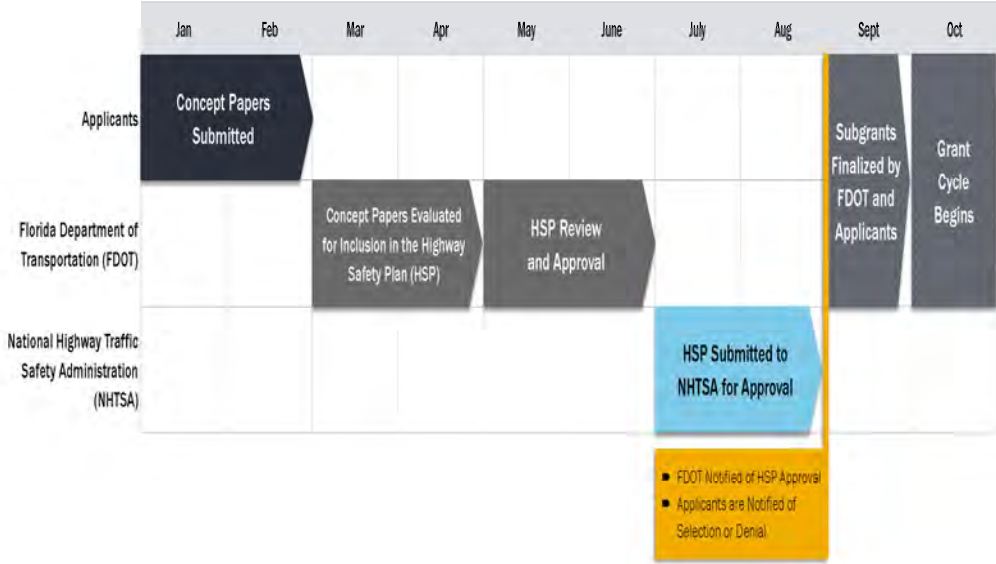 Jan Feb Mar Apr May June July Aug Sept Oct
Applicants
Concept Papers
Submitted
Subgrants
Finalized by
FDOT and
Applicants
Grant
Cycle
Begins
Florida Department of
Transportation (FDOT)
Concept Papers Evaluated
for Inclusion in the Highway
Safety Plan (HSP)
HSP Review
and Approval
National Highway Traffic
Safety Administration
(NHTSA)
HSP Submitted to
NHTSA for Approval
• FDOT Notified of HSP Approval
• Applicants are Notified of
Selection or Denial